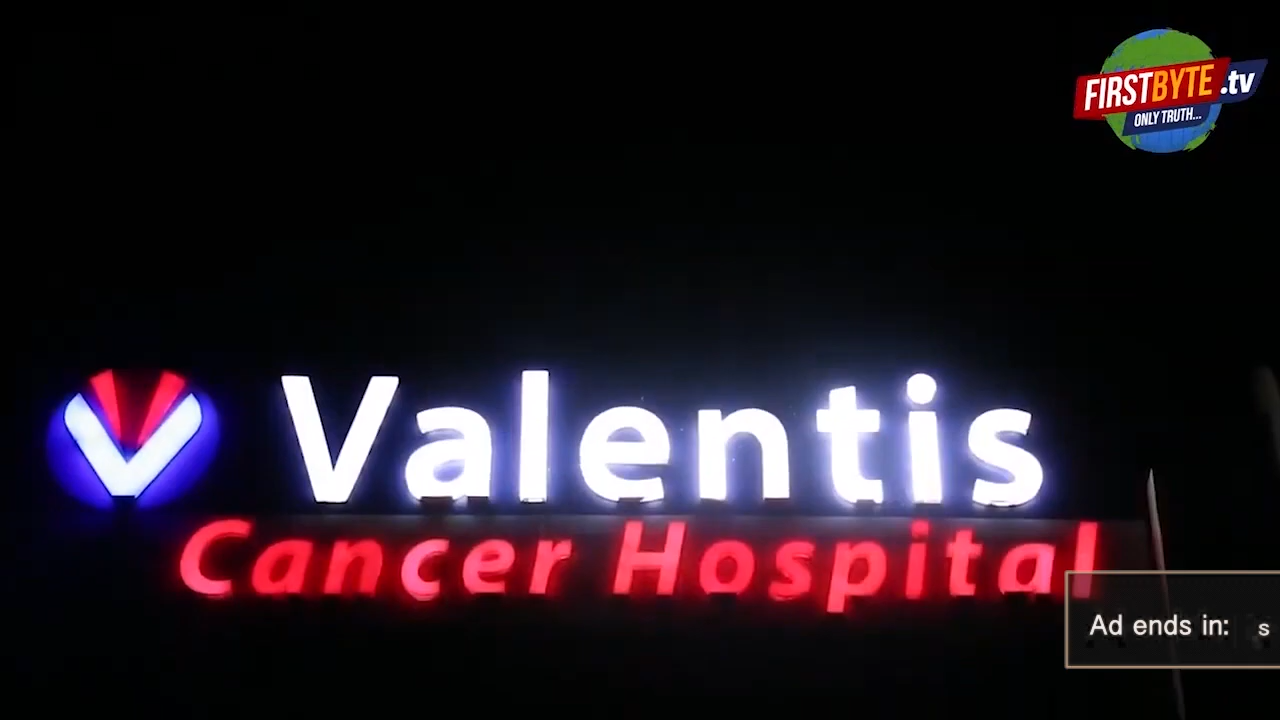 FIRSTBYTE.tv
ONLY TRUTH...
Valentis
Cancer Hospital
Ad ends in: s